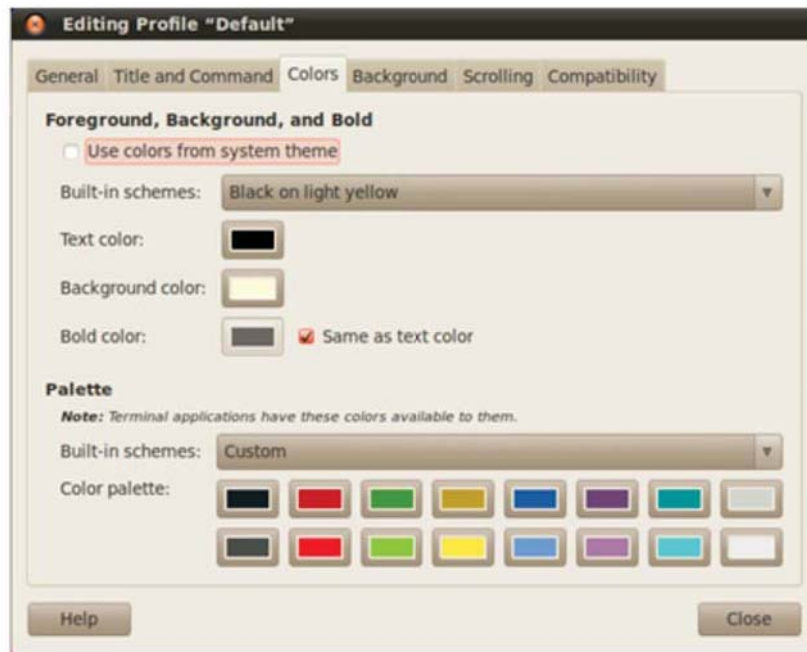 Editing Profile “Default”
General Title and Command Colors Background Scrolling Compatibility
Foreground, Background, and Bold
Use colors from system theme
Built-in schemes: Black on light yellow
Text color:
Background color:
Bold color: Same as text color
Palette
Note: Terminal applications have these colors available to them.
Built-in schemes: Custom
Color palette:
Help Close